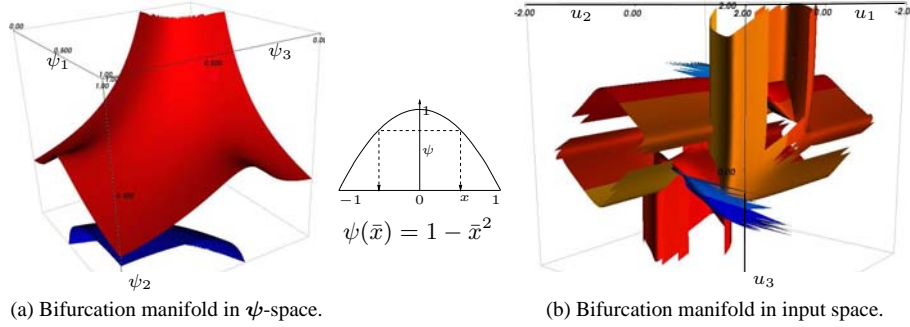 0.00
0.00
ψ1
0.500
ψ3
0.500
1.00
1.00
ψ2
(a) Bifurcation manifold in ψ-space.
1
ψ
−1 0 x 1
ψ(x̄) = 1 − x̄²
-2.00 u2 0.00 2.00 0.00 u1 -2.00
0.00
u3
(b) Bifurcation manifold in input space.